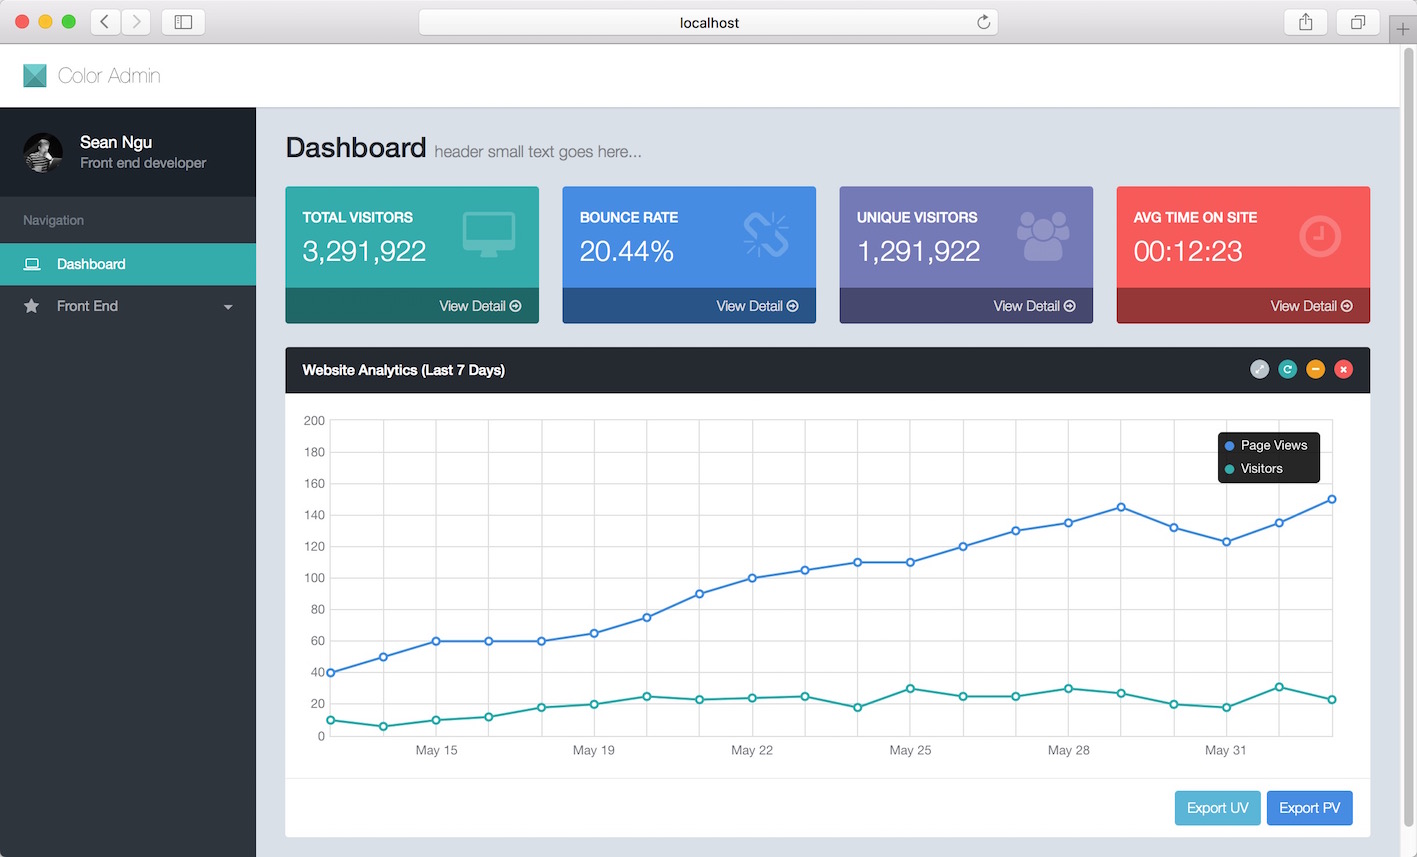 localhost
Color Admin
Sean Ngu
Front end developer
Navigation
Dashboard
Front End
Dashboard header small text goes here...
TOTAL VISITORS
3,291,922
View Detail
BOUNCE RATE
20.44%
View Detail
UNIQUE VISITORS
1,291,922
View Detail
AVG TIME ON SITE
00:12:23
View Detail
Website Analytics (Last 7 Days)
200
180
160
140
120
100
80
60
40
20
0
Page Views
Visitors
May 15 May 19 May 22 May 25 May 28 May 31
Export UV Export PV